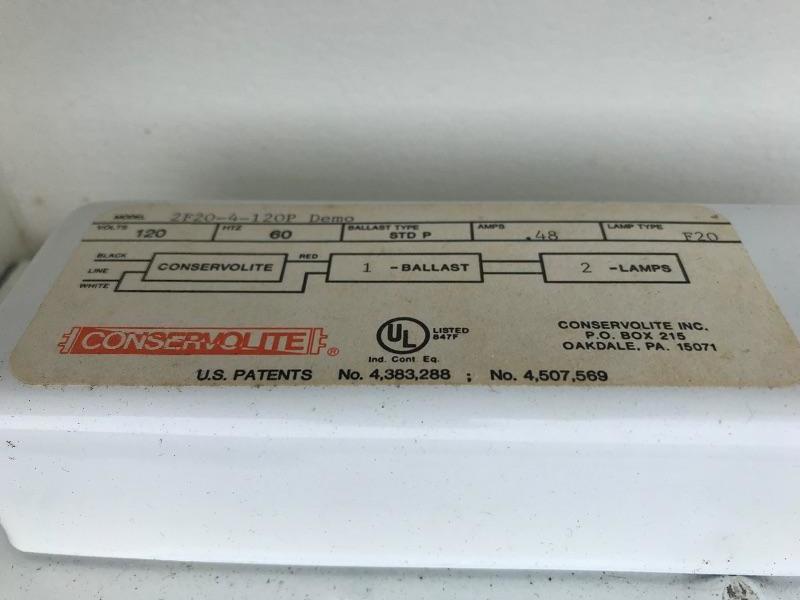 MODEL 2F20-4-120P Demo
VOLTS 120 HTZ 60 BALLAST TYPE STD P AMPS .48 LAMP TYPE F20
BLACK CONSERVOLITE RED 1 -BALLAST 2 -LAMPS
LINE
WHITE
CONSERVOLITE ®
UL LISTED 847F
Ind. Cont. Eq.
CONSERVOLITE INC.
P.O. BOX 215
OAKDALE, PA. 15071
U.S. PATENTS No. 4,383,288 ; No. 4,507,569